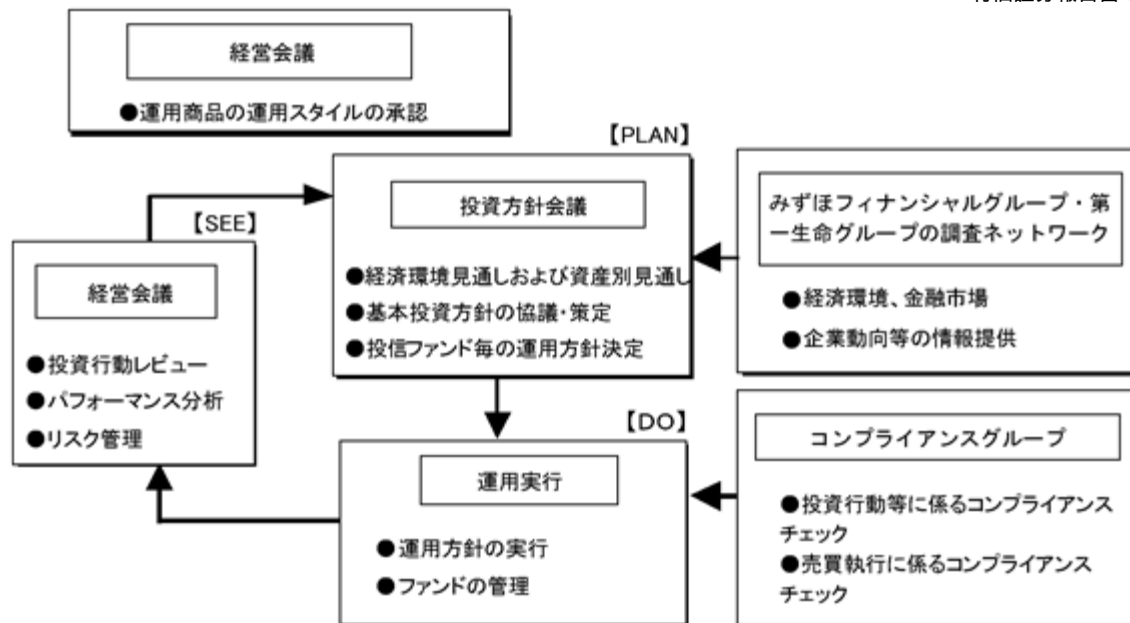 経営会議
●運用商品の運用スタイルの承認
【PLAN】
投資方針会議
●経済環境見通しおよび資産別見通し
●基本投資方針の協議・策定
●投信ファンド毎の運用方針決定
みずほフィナンシャルグループ・第
一生命グループの調査ネットワーク
●経済環境、金融市場
●企業動向等の情報提供
【SEE】
経営会議
●投資行動レビュー
●パフォーマンス分析
●リスク管理
【DO】
運用実行
●運用方針の実行
●ファンドの管理
コンプライアンスグループ
●投資行動等に係るコンプライアンス
チェック
●売買執行に係るコンプライアンス
チェック